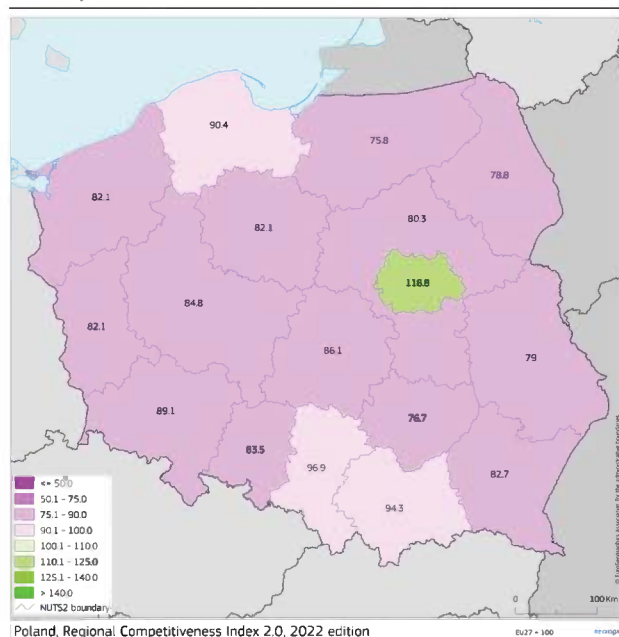 90.4
75.8
78.8
82.1
82.1
80.3
118.8
84.8
82.1
86.1
79
89.1
76.7
83.5
96.9
82.7
94.3
<= 50.0
50.1 - 75.0
75.1 - 90.0
90.1 - 100.0
100.1 - 110.0
110.1 - 125.0
125.1 - 140.0
> 140.0
NUTS2 boundary
0 100 Km
Poland, Regional Competitiveness Index 2.0, 2022 edition
EU27 = 100